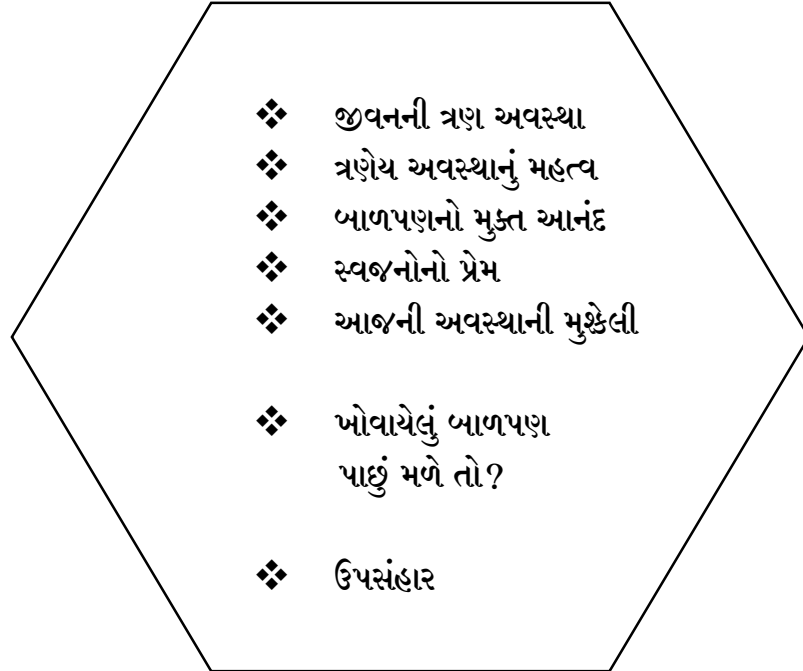 ❖ જીવનની ત્રણ અવસ્થા
❖ ત્રણેય અવસ્થાનું મહત્વ
❖ બાળપણનો મુક્ત આનંદ
❖ સ્વજનોનો પ્રેમ
❖ આજની અવસ્થાની મુશ્કેલી
❖ ખોવાયેલું બાળપણ
પાછું મળે તો?
❖ ઉપસંહાર